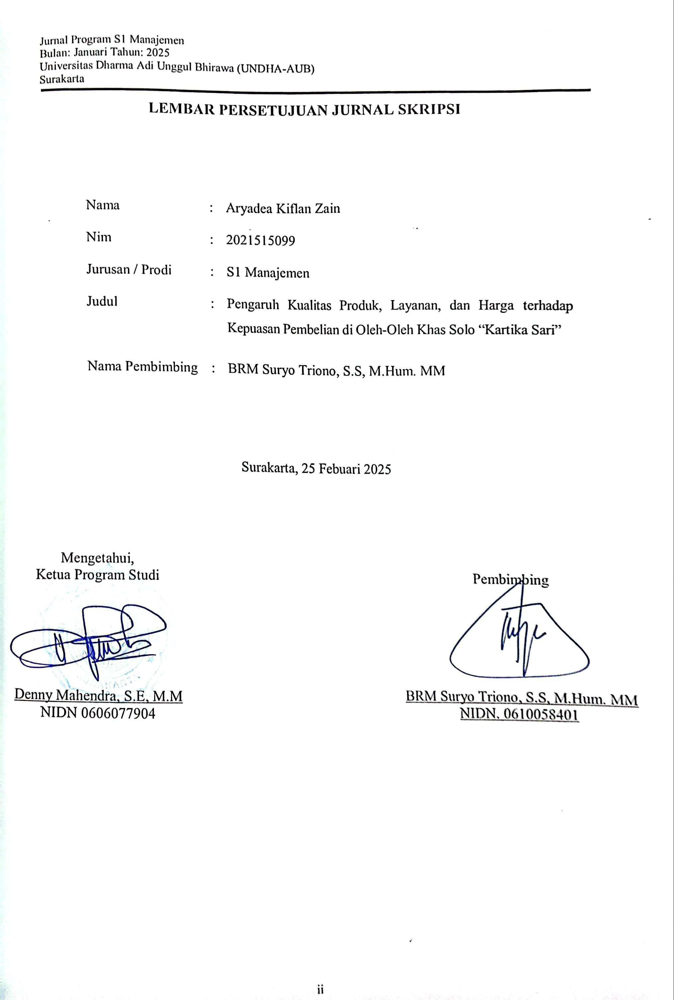 Jurnal Program S1 Manajemen
Bulan: Januari Tahun: 2025
Universitas Dharma Adi Unggul Bhirawa (UNDHA-AUB)
Surakarta
LEMBAR PERSETUJUAN JURNAL SKRIPSI
Nama : Aryadea Kiflan Zain
Nim : 2021515099
Jurusan / Prodi : S1 Manajemen
Judul : Pengaruh Kualitas Produk, Layanan, dan Harga terhadap
Kepuasan Pembelian di Oleh-Oleh Khas Solo “Kartika Sari”
Nama Pembimbing : BRM Suryo Triono, S.S, M.Hum. MM
Surakarta, 25 Febuari 2025
Mengetahui,
Ketua Program Studi
Denny Mahendra, S.E, M.M
NIDN 0606077904
Pembimbing
BRM Suryo Triono, S.S, M.Hum. MM
NIDN. 0610058401
ii